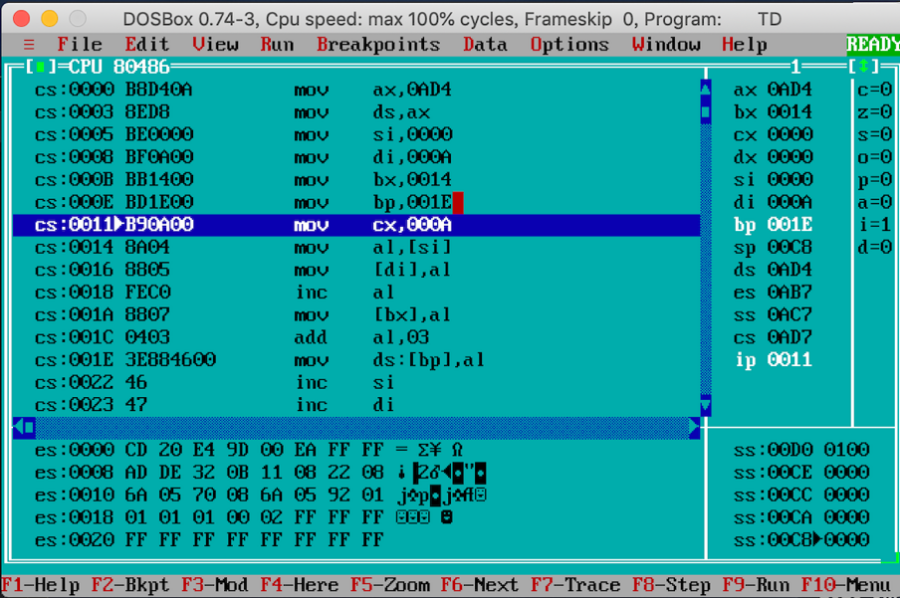 DOSBox 0.74-3, Cpu speed: max 100% cycles, Frameskip 0, Program: TD
≡ File Edit View Run Breakpoints Data Options Window Help READY
[■]=CPU 80486 1 [↕]
cs:0000 B8D40A mov ax,0AD4 ax 0AD4 c=0
cs:0003 8ED8 mov ds,ax bx 0014 z=0
cs:0005 BE0000 mov si,0000 cx 0000 s=0
cs:0008 BF0A00 mov di,000A dx 0000 o=0
cs:000B BB1400 mov bx,0014 si 0000 p=0
cs:000E BD1E00 mov bp,001E di 000A a=0
cs:0011►B90A00 mov cx,000A bp 001E i=1
cs:0014 8A04 mov al,[si] sp 00C8 d=0
cs:0016 8805 mov [di],al ds 0AD4
cs:0018 FEC0 inc al es 0AB7
cs:001A 8807 mov [bx],al ss 0AC7
cs:001C 0403 add al,03 cs 0AD7
cs:001E 3E884600 mov ds:[bp],al ip 0011
cs:0022 46 inc si
cs:0023 47 inc di
es:0000 CD 20 E4 9D 00 EA FF FF = Σ¥ Ω ss:00D0 0100
es:0008 AD DE 32 0B 11 08 22 08 ¡ 2♂◄◘"◘ ss:00CE 0000
es:0010 6A 05 70 08 6A 05 92 01 j♣p◘j♣Æ☺ ss:00CC 0000
es:0018 01 01 01 00 02 FF FF FF ☺☺☺ ☻ ss:00CA 0000
es:0020 FF FF FF FF FF FF FF FF ss:00C8►0000
F1-Help F2-Bkpt F3-Mod F4-Here F5-Zoom F6-Next F7-Trace F8-Step F9-Run F10-Menu